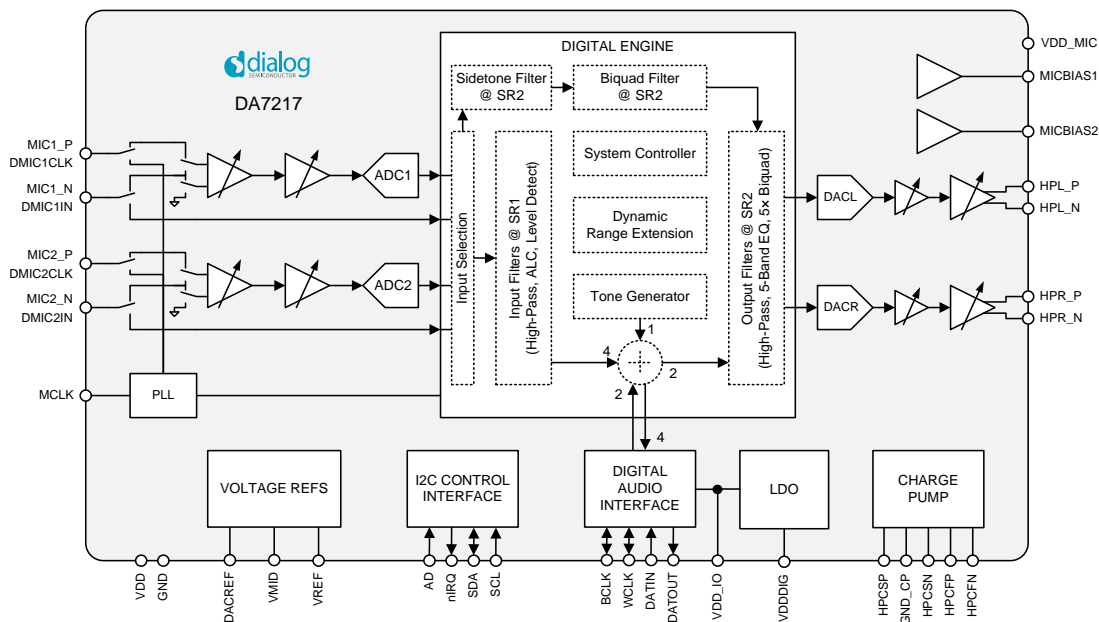 dialog
SEMICONDUCTOR
DA7217
DIGITAL ENGINE
Sidetone Filter
@ SR2
Biquad Filter
@ SR2
System Controller
Dynamic
Range Extension
Tone Generator
Input Selection
Input Filters @ SR1
(High-Pass, ALC, Level Detect)
Output Filters @ SR2
(High-Pass, 5-Band EQ, 5x Biquad)
1
4
2
2
4
MIC1_P
DMIC1CLK
MIC1_N
DMIC1IN
MIC2_P
DMIC2CLK
MIC2_N
DMIC2IN
MCLK
ADC1
ADC2
PLL
DACL
DACR
VDD_MIC
MICBIAS1
MICBIAS2
HPL_P
HPL_N
HPR_P
HPR_N
VOLTAGE REFS
I2C CONTROL
INTERFACE
DIGITAL
AUDIO
INTERFACE
LDO
CHARGE
PUMP
VDD
GND
DACREF
VMID
VREF
AD
nIRQ
SDA
SCL
BCLK
WCLK
DATIN
DATOUT
VDD_IO
VDDDIG
HPCSP
GND_CP
HPCSN
HPCFP
HPCFN